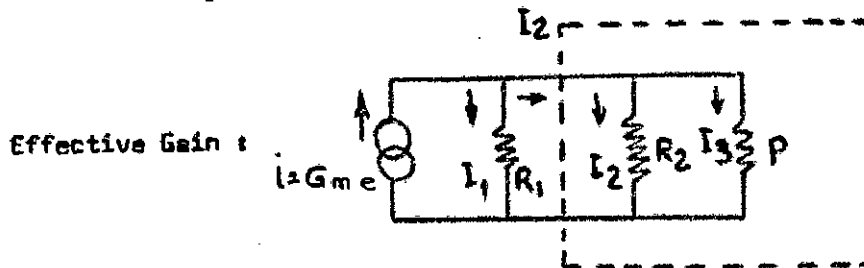 I2
Effective Gain :
i=Gme
I1 R1 I2 R2 I3 P